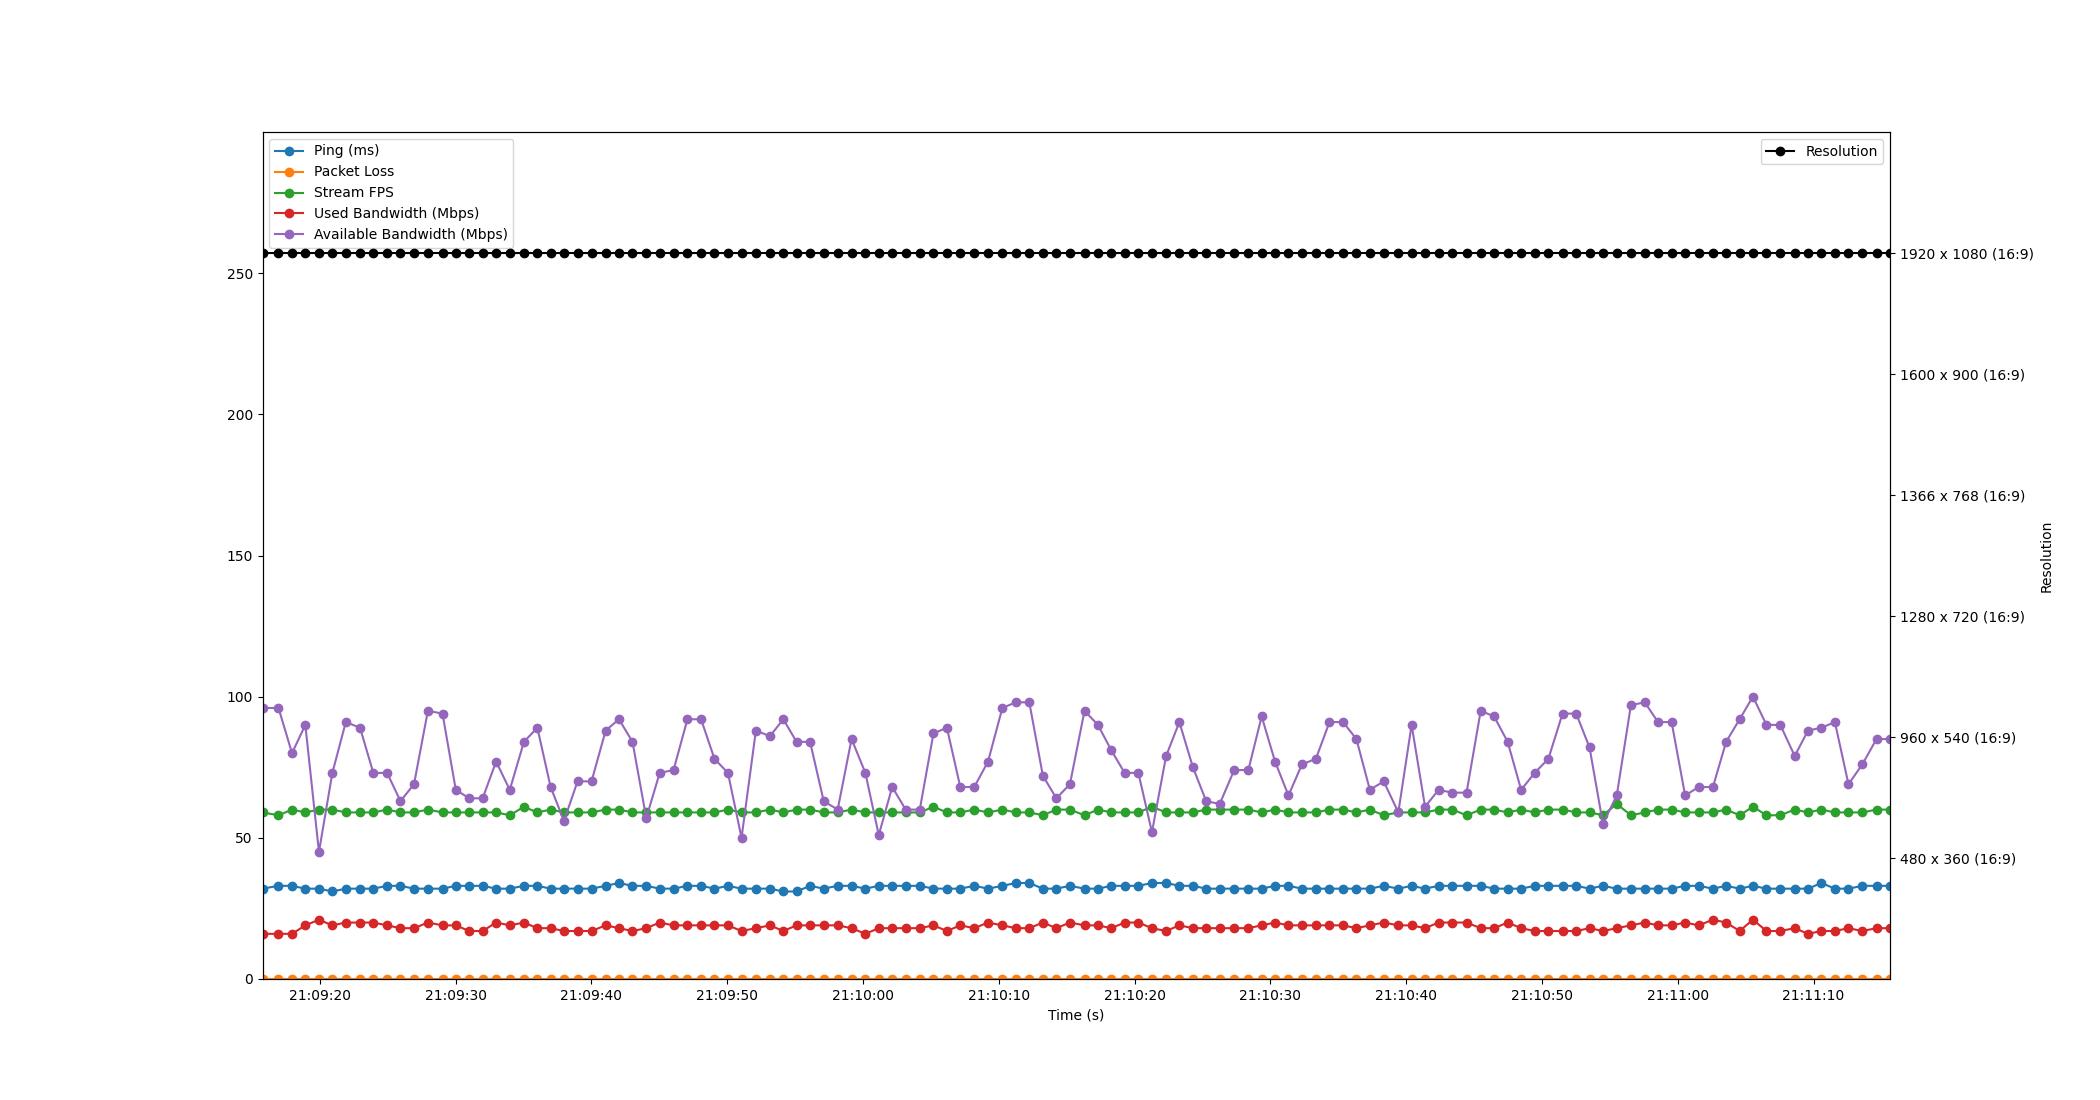 Ping (ms)
Packet Loss
Stream FPS
Used Bandwidth (Mbps)
Available Bandwidth (Mbps)
Resolution
250
200
150
100
50
0
1920 x 1080 (16:9)
1600 x 900 (16:9)
1366 x 768 (16:9)
1280 x 720 (16:9)
960 x 540 (16:9)
480 x 360 (16:9)
Resolution
21:09:20 21:09:30 21:09:40 21:09:50 21:10:00 21:10:10 21:10:20 21:10:30 21:10:40 21:10:50 21:11:00 21:11:10
Time (s)